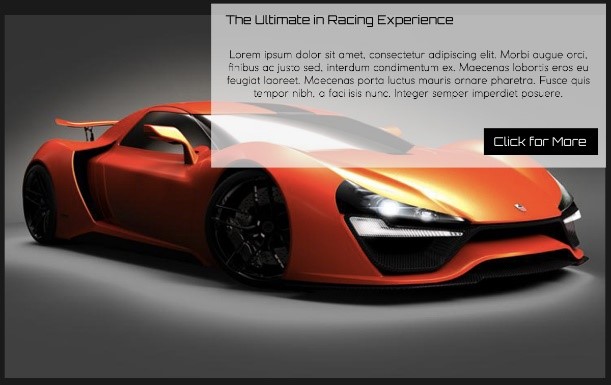 The Ultimate in Racing Experience
Lorem ipsum dolor sit amet, consectetur adipiscing elit. Morbi augue orci,
finibus ac justo sed, interdum condimentum ex. Maecenas lobortis eros eu
feugiat laoreet. Maecenas porta luctus mauris ornare pharetra. Fusce quis
tempor nibh, a facilisis nunc. Integer semper imperdiet posuere.
Click for More